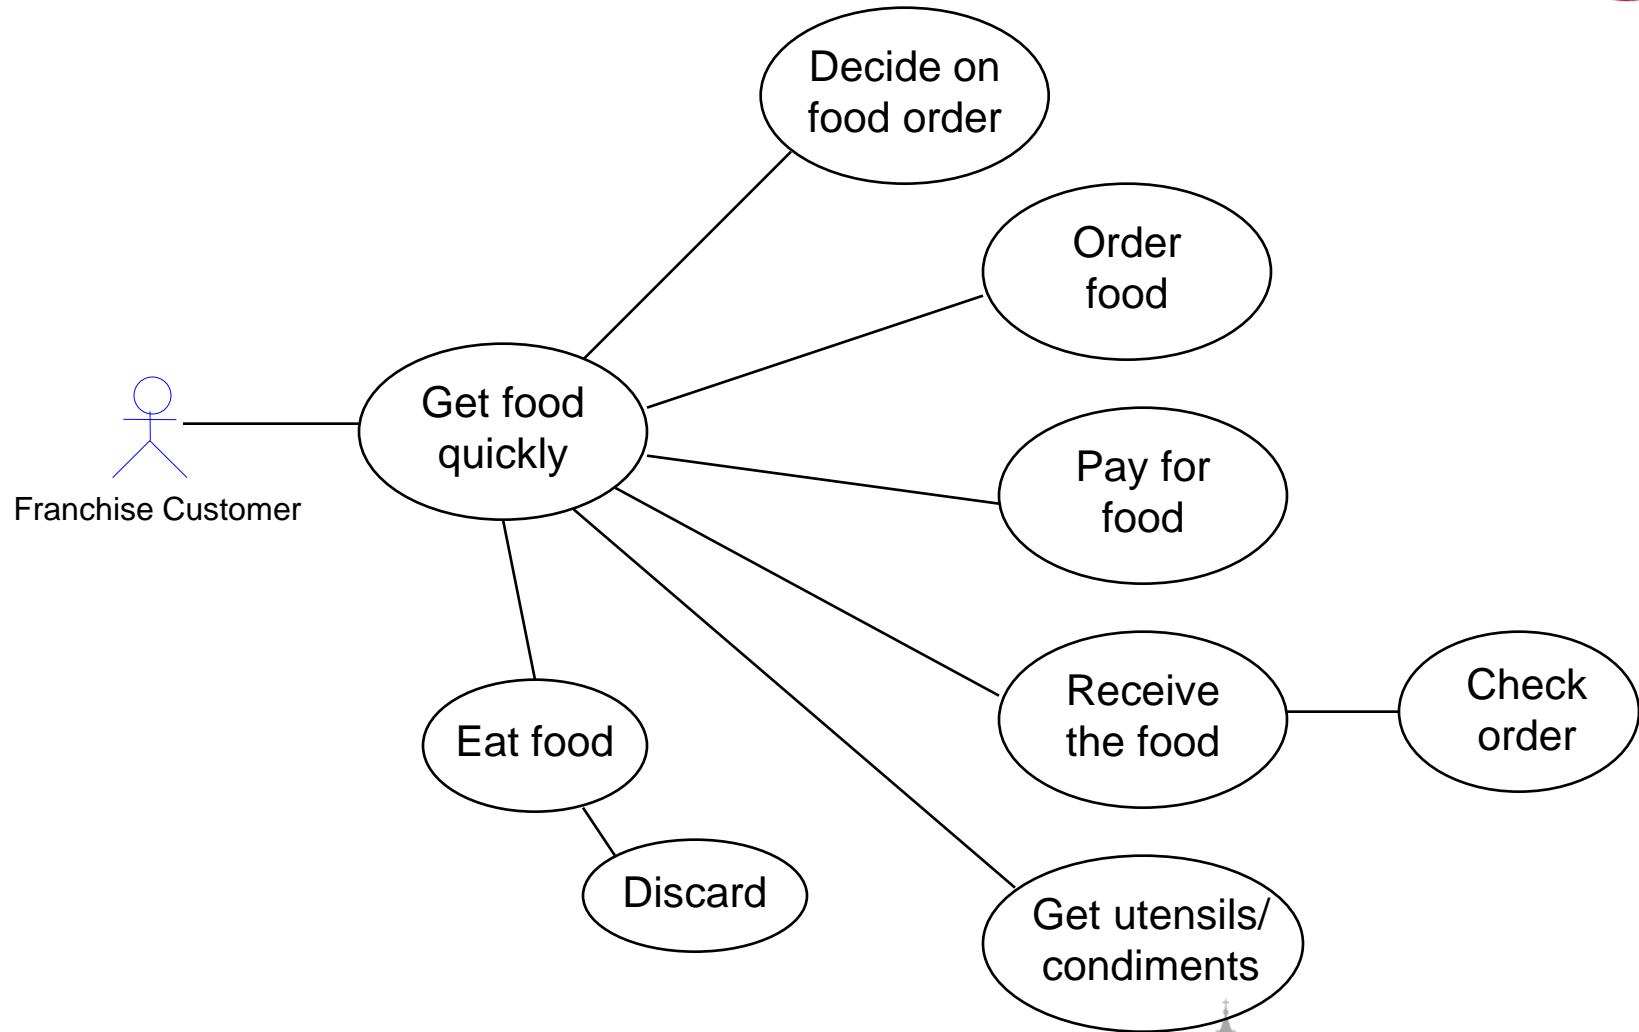 Decide on
food order
Order
food
Get food
quickly
Franchise Customer
Pay for
food
Receive
the food
Check
order
Eat food
Discard
Get utensils/
condiments